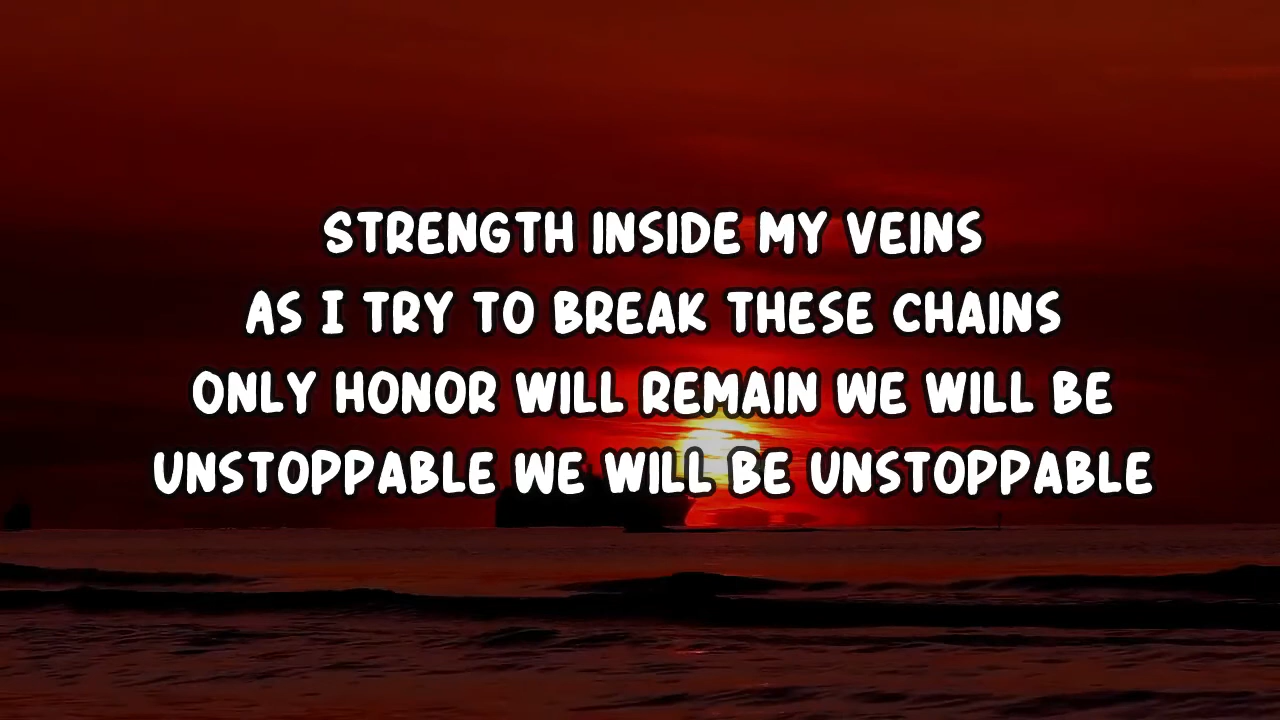 STRENGTH INSIDE MY VEINS
AS I TRY TO BREAK THESE CHAINS
ONLY HONOR WILL REMAIN WE WILL BE
UNSTOPPABLE WE WILL BE UNSTOPPABLE